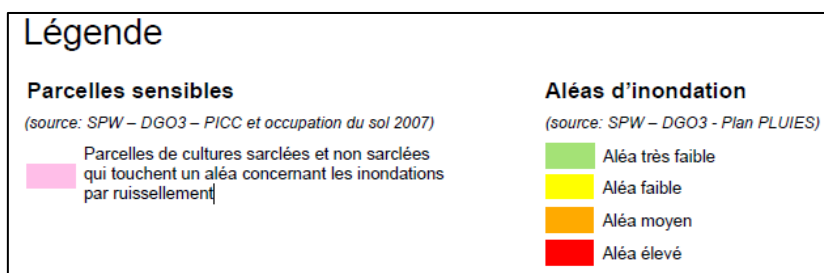 Légende
Parcelles sensibles
(source: SPW – DGO3 – PICC et occupation du sol 2007)
Parcelles de cultures sarclées et non sarclées
qui touchent un aléa concernant les inondations
par ruissellement
Aléas d'inondation
(source: SPW – DGO3 - Plan PLUIES)
Aléa très faible
Aléa faible
Aléa moyen
Aléa élevé